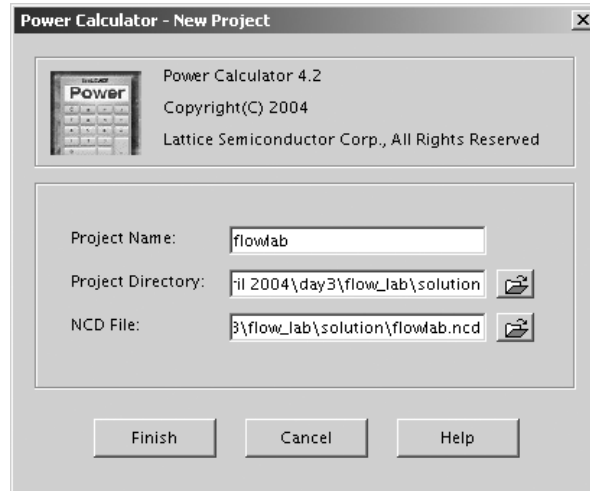 Power Calculator - New Project
Power
Power Calculator 4.2
Copyright(C) 2004
Lattice Semiconductor Corp., All Rights Reserved
Project Name: flowlab
Project Directory: ril 2004\day3\flow_lab\solution
NCD File: 3\flow_lab\solution\flowlab.ncd
Finish Cancel Help